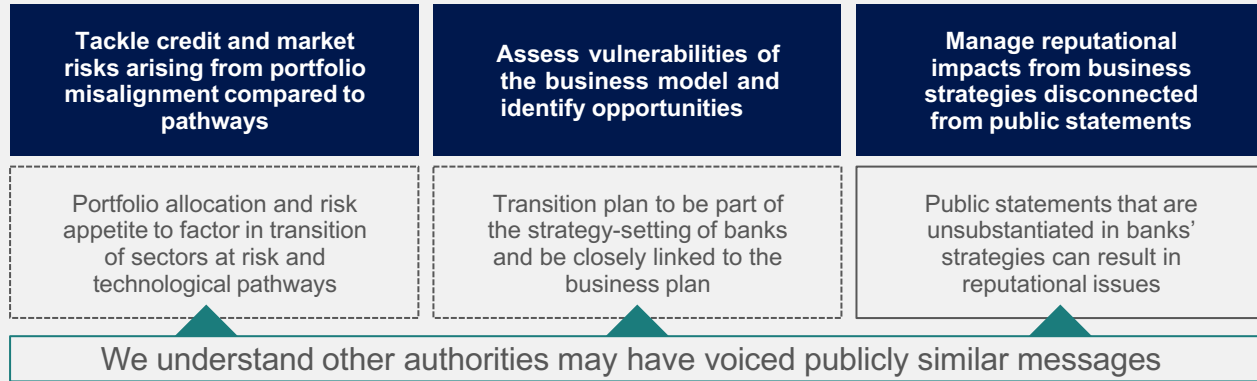 Tackle credit and market
risks arising from portfolio
misalignment compared to
pathways
Assess vulnerabilities of
the business model and
identify opportunities
Manage reputational
impacts from business
strategies disconnected
from public statements
Portfolio allocation and risk
appetite to factor in transition
of sectors at risk and
technological pathways
Transition plan to be part of
the strategy-setting of banks
and be closely linked to the
business plan
Public statements that are
unsubstantiated in banks’
strategies can result in
reputational issues
We understand other authorities may have voiced publicly similar messages